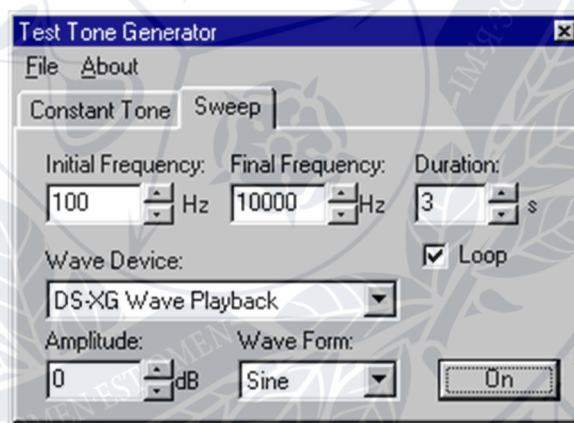 Test Tone Generator
File About
Constant Tone Sweep
Initial Frequency: Final Frequency: Duration:
100 Hz 10000 Hz 3 s
Wave Device: Loop
DS-XG Wave Playback
Amplitude: Wave Form:
0 dB Sine On